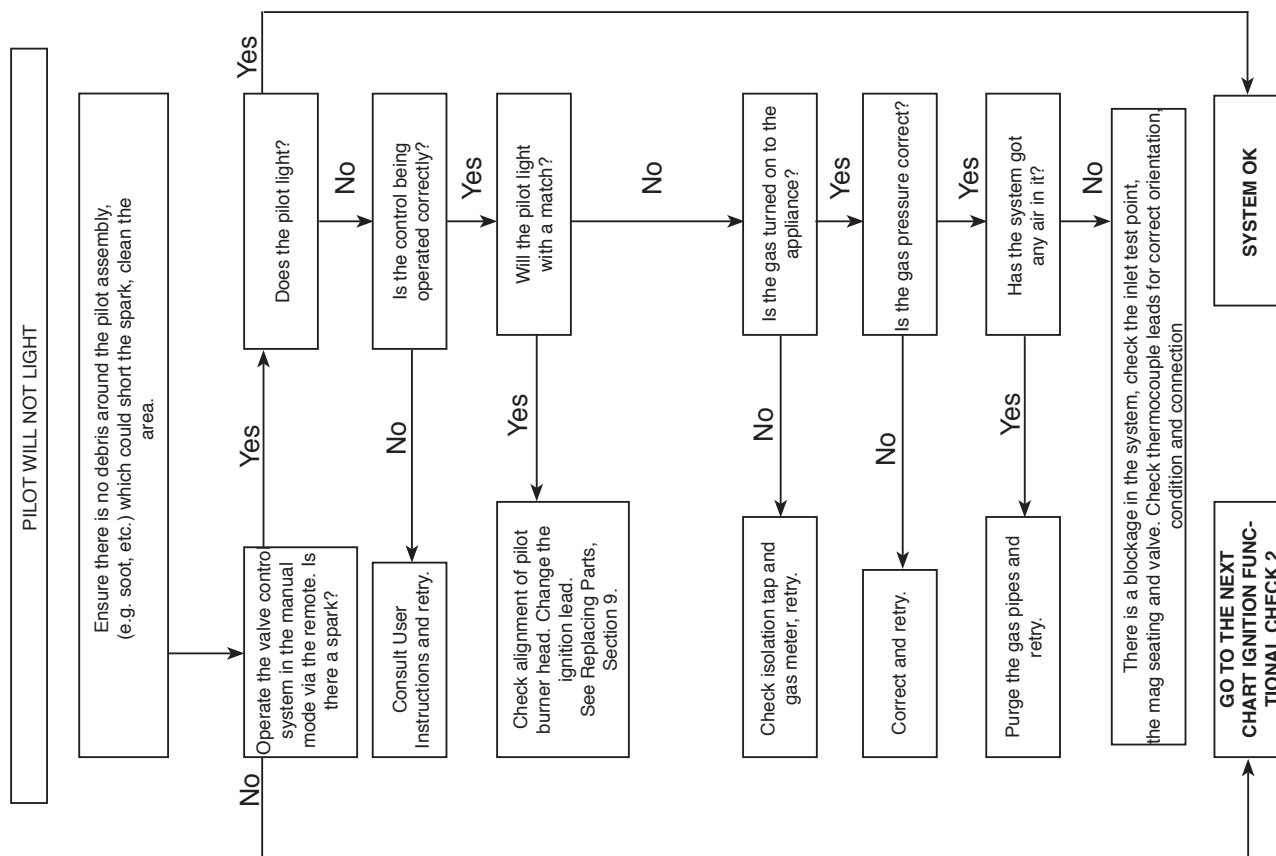 PILOT WILL NOT LIGHT
Ensure there is no debris around the pilot assembly,
(e.g. soot, etc.) which could short the spark, clean the
area.
Operate the valve control
system in the manual
mode via the remote. Is
there a spark?
No
Yes
Does the pilot light?
Yes
No
Is the control being
operated correctly?
No
Consult User
Instructions and retry.
Yes
Will the pilot light
with a match?
Yes
Check alignment of pilot
burner head. Change the
ignition lead.
See Replacing Parts,
Section 9.
No
Is the gas turned on to the
appliance?
No
Check isolation tap and
gas meter, retry.
Yes
Is the gas pressure correct?
No
Correct and retry.
Yes
Has the system got
any air in it?
Yes
Purge the gas pipes and
retry.
No
There is a blockage in the system, check the inlet test point,
the mag seating and valve. Check thermocouple leads for correct orientation,
condition and connection
GO TO THE NEXT
CHART IGNITION FUNC-
TIONAL CHECK 2
SYSTEM OK